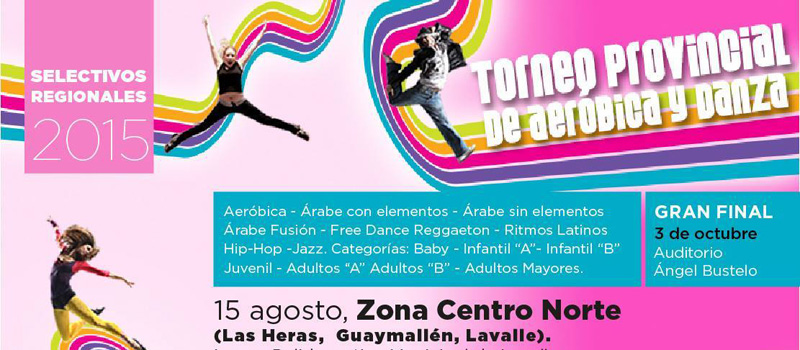 SELECTIVOS
REGIONALES
2015
TORNEO PROVINCIAL
DE AERÓBICA Y DANZA
Aeróbica - Árabe con elementos - Árabe sin elementos
Árabe Fusión - Free Dance Reggaeton - Ritmos Latinos
Hip-Hop -Jazz. Categorías: Baby - Infantil “A”- Infantil “B”
Juvenil - Adultos “A” Adultos “B” - Adultos Mayores.
GRAN FINAL
3 de octubre
Auditorio
Ángel Bustelo
15 agosto, Zona Centro Norte
(Las Heras, Guaymallén, Lavalle).